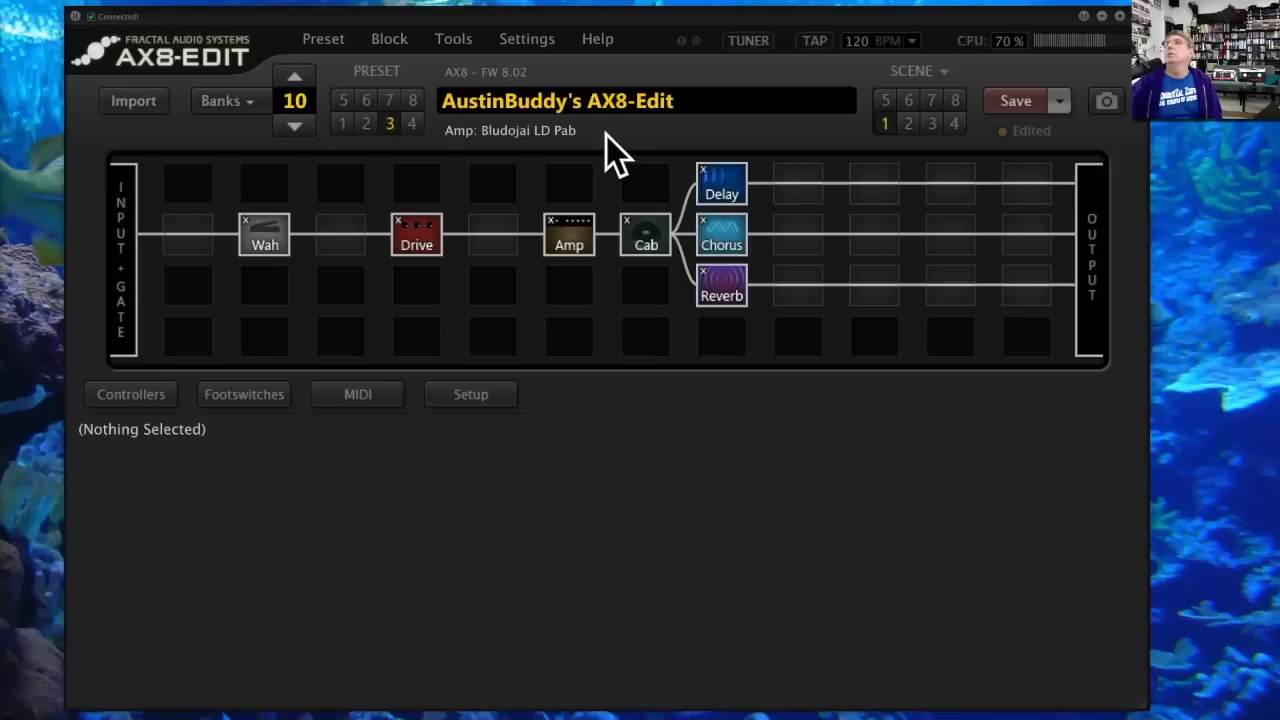 Connected!
FRACTAL AUDIO SYSTEMS
AX8-EDIT
Preset Block Tools Settings Help
TUNER TAP 120 BPM CPU: 70 %
PRESET AX8 - FW 8.02 SCENE
Import Banks 10 5 6 7 8 AustinBuddy's AX8-Edit 5 6 7 8 Save
1 2 3 4 Amp: Bludojai LD Pab 1 2 3 4 Edited
INPUT + GATE
x Delay
x Wah x Drive x Amp x Cab x Chorus
x Reverb
OUTPUT
Controllers Footswitches MIDI Setup
(Nothing Selected)